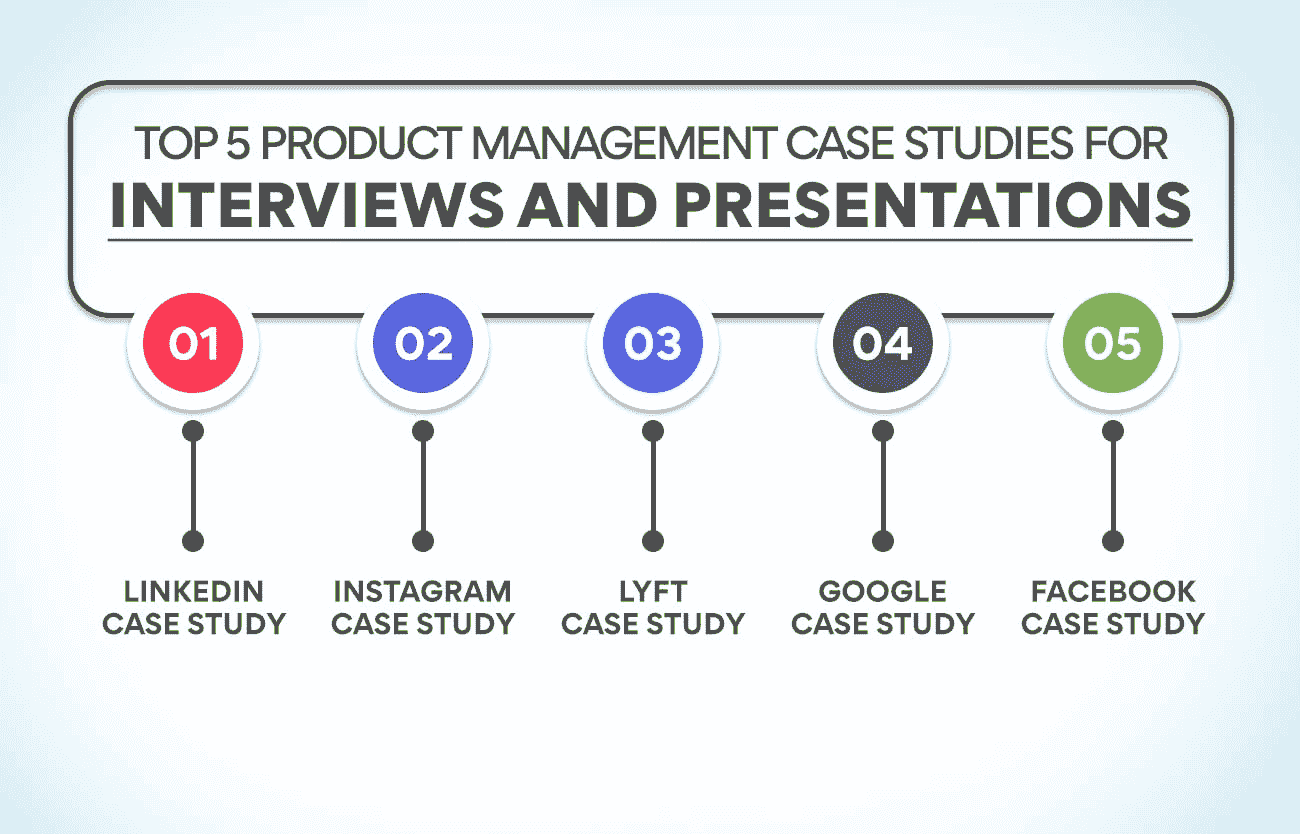 TOP 5 PRODUCT MANAGEMENT CASE STUDIES FOR
INTERVIEWS AND PRESENTATIONS
01
02
03
04
05
LINKEDIN
CASE STUDY
INSTAGRAM
CASE STUDY
LYFT
CASE STUDY
GOOGLE
CASE STUDY
FACEBOOK
CASE STUDY